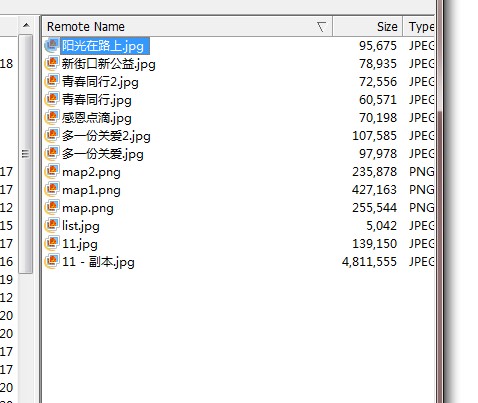 Remote Name Size Type
阳光在路上.jpg 95,675 JPEG
18 新街口新公益.jpg 78,935 JPEG
青春同行2.jpg 72,556 JPEG
青春同行.jpg 60,571 JPEG
感恩点滴.jpg 70,198 JPEG
多一份关爱2.jpg 107,585 JPEG
多一份关爱.jpg 97,978 JPEG
17 map2.png 235,878 PNG
17 map1.png 427,163 PNG
12 map.png 255,544 PNG
15 list.jpg 5,042 JPEG
17 11.jpg 139,150 JPEG
16 11 - 副本.jpg 4,811,555 JPEG
19
12
20
20
17
17
20
20